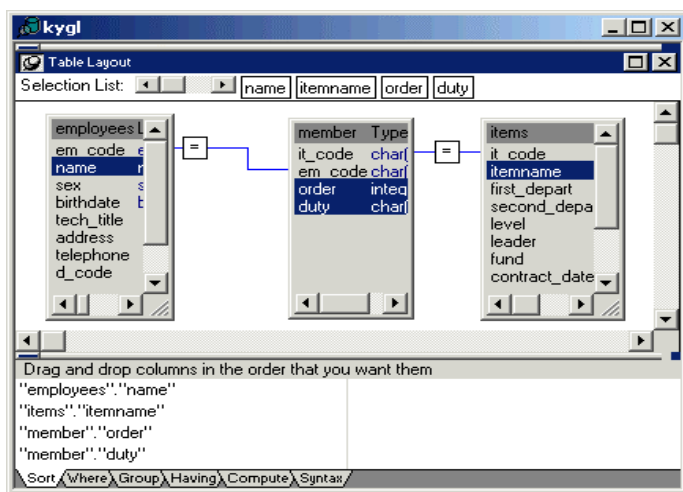 kygl
Table Layout
Selection List: name itemname order duty
employees L
em_code e
name r
sex s
birthdate b
tech_title
address
telephone
d_code
=
member Type
it_code char(
em_code char(
order integ
duty char(
=
items
it_code
itemname
first_depart
second_depa
level
leader
fund
contract_date
Drag and drop columns in the order that you want them
"employees"."name"
"items"."itemname"
"member"."order"
"member"."duty"
Sort Where Group Having Compute Syntax